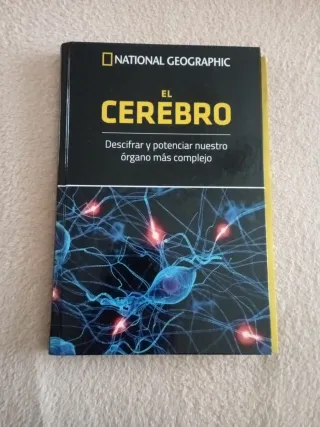 NATIONAL GEOGRAPHIC
EL
CEREBRO
Descifrar y potenciar nuestro
órgano más complejo